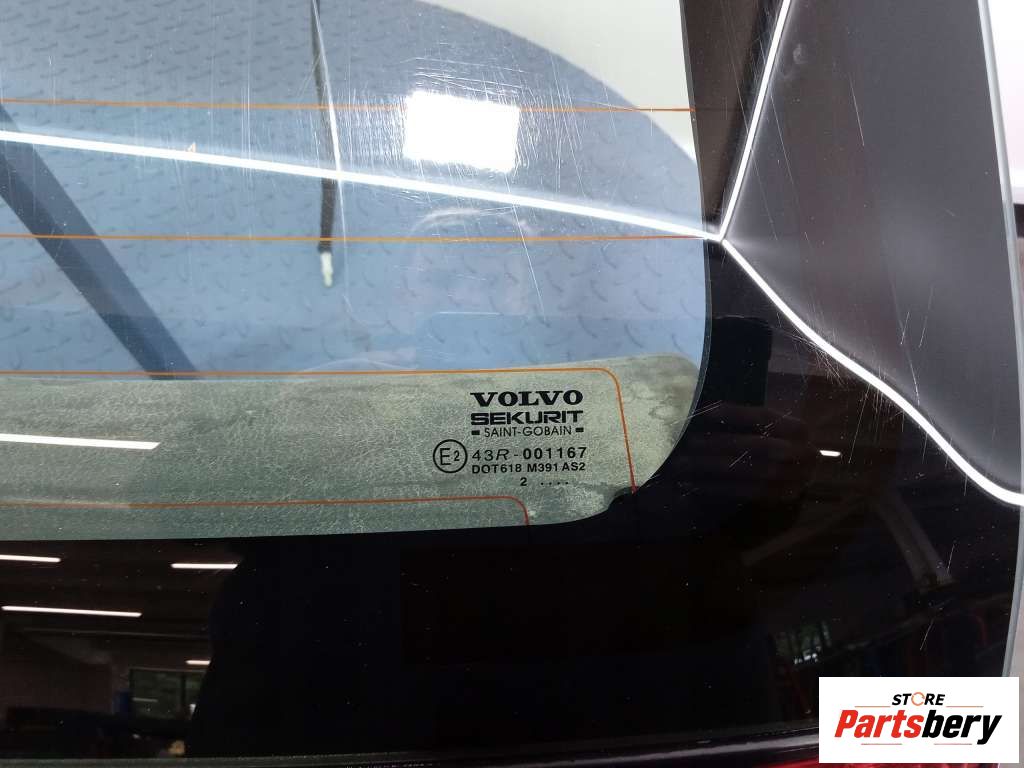 VOLVO
SEKURIT
SAINT-GOBAIN
E2 43R-001167
DOT618 M391 AS2
2 ....
STORE
Partsbery